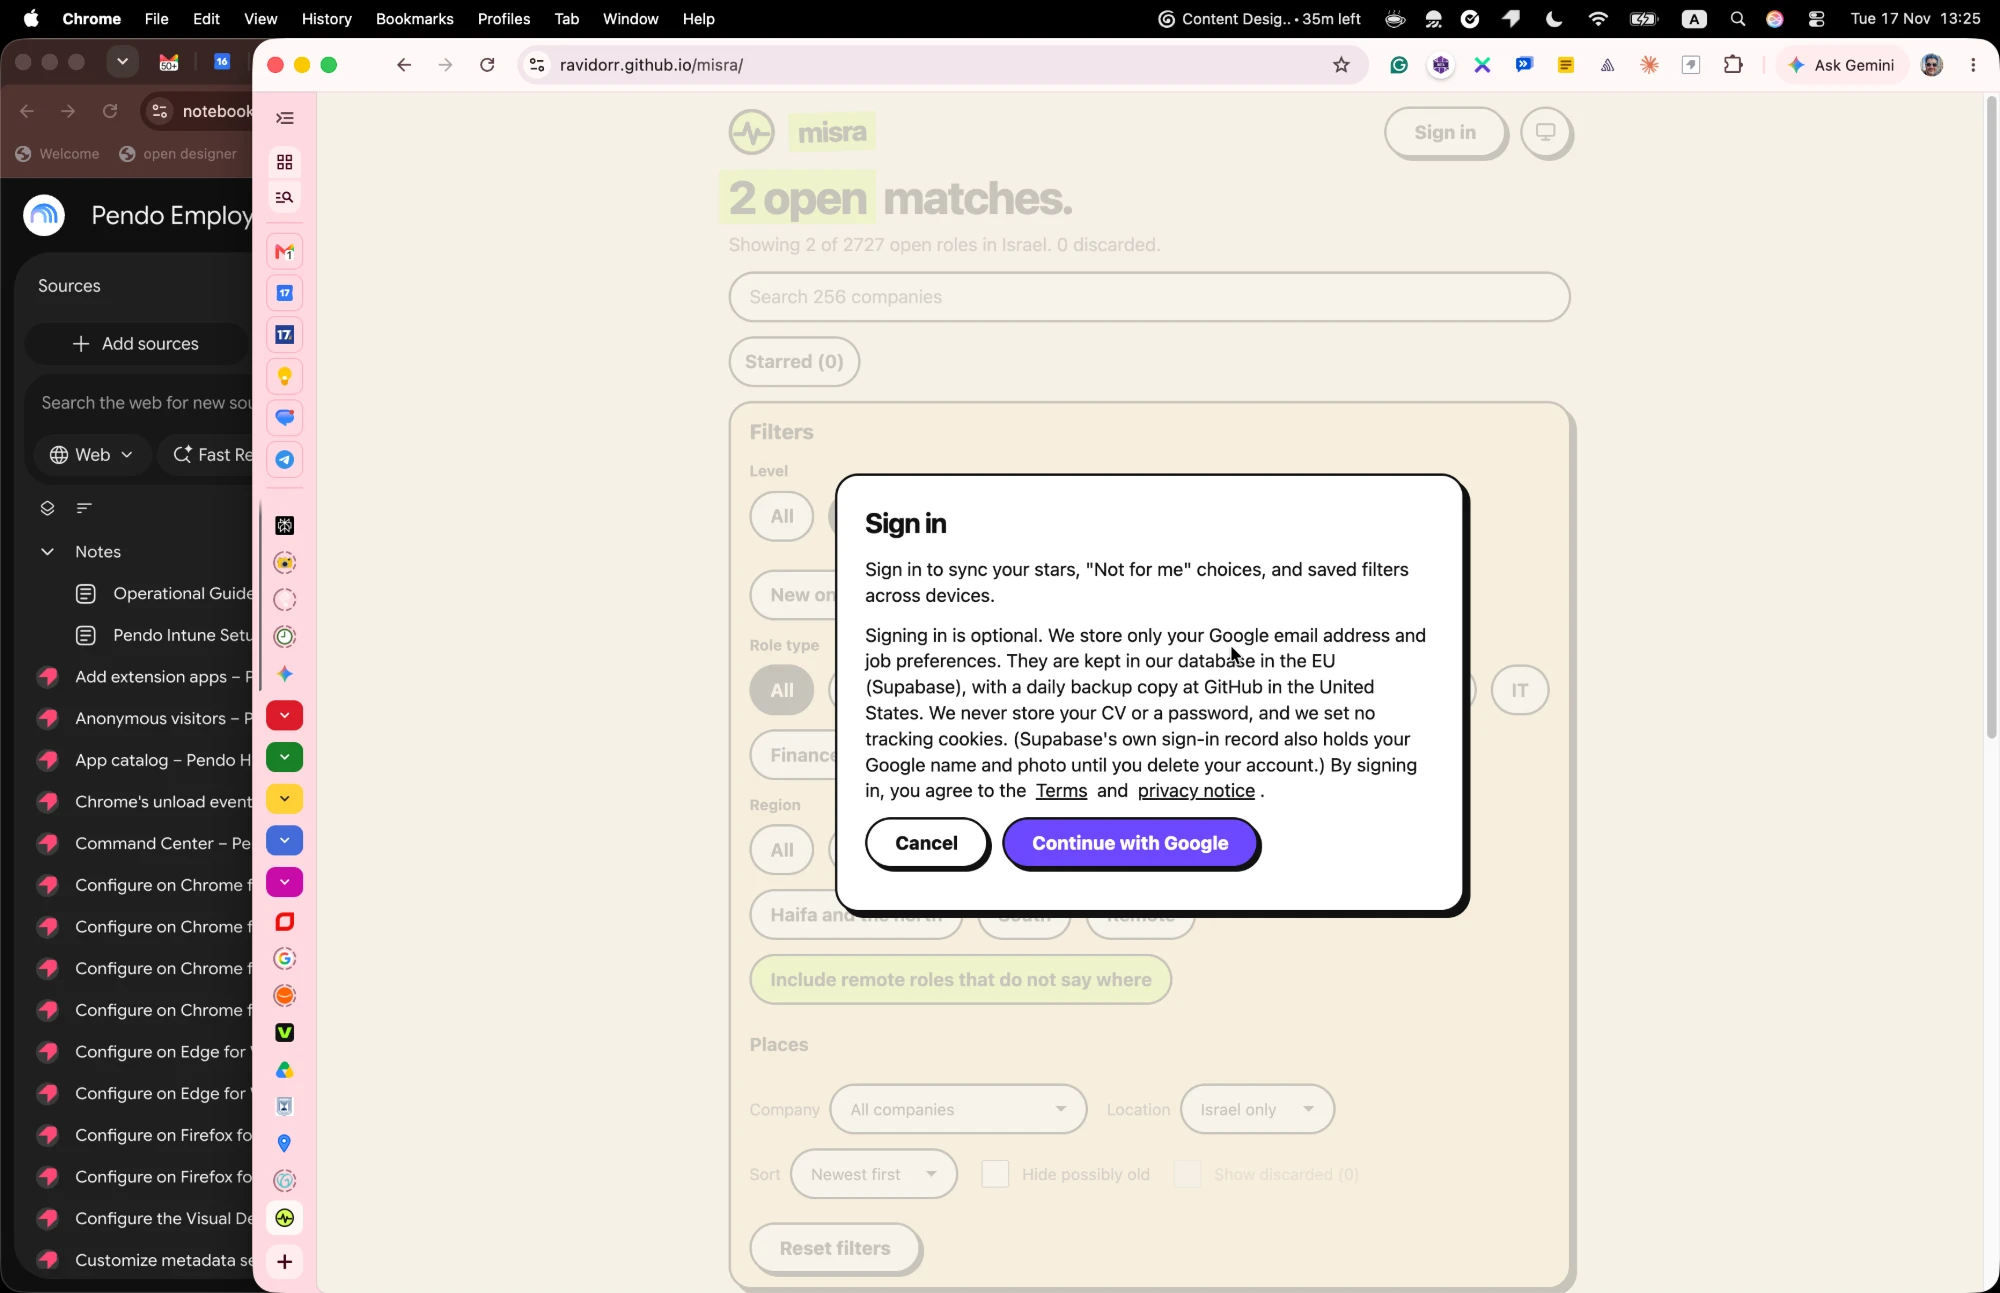 Chrome File Edit View History Bookmarks Profiles Tab Window Help
Content Desig.. • 35m left
A
Tue 17 Nov 13:25
50+
16
ravidorr.github.io/misra/
Ask Gemini
notebook
Welcome
open designer
Pendo Employ
Sources
+ Add sources
Search the web for new sou
Web
Fast Re
Notes
Operational Guide
Pendo Intune Setu
Add extension apps – P
Anonymous visitors – P
App catalog – Pendo H
Chrome's unload event
Command Center – Pe
Configure on Chrome f
Configure on Chrome f
Configure on Chrome f
Configure on Chrome f
Configure on Edge for
Configure on Edge for
Configure on Firefox fo
Configure on Firefox fo
Configure the Visual De
Customize metadata se
1
17
17
misra
Sign in
2 open matches.
Showing 2 of 2727 open roles in Israel. 0 discarded.
Search 256 companies
Starred (0)
Filters
Level
All
New on
Role type
All
IT
Finance
Region
All
Haifa and the north
South
Remote
Include remote roles that do not say where
Places
Company
All companies
Location
Israel only
Sort
Newest first
Hide possibly old
Show discarded (0)
Reset filters
Sign in
Sign in to sync your stars, "Not for me" choices, and saved filters
across devices.
Signing in is optional. We store only your Google email address and
job preferences. They are kept in our database in the EU
(Supabase), with a daily backup copy at GitHub in the United
States. We never store your CV or a password, and we set no
tracking cookies. (Supabase's own sign-in record also holds your
Google name and photo until you delete your account.) By signing
in, you agree to the Terms and privacy notice .
Cancel
Continue with Google